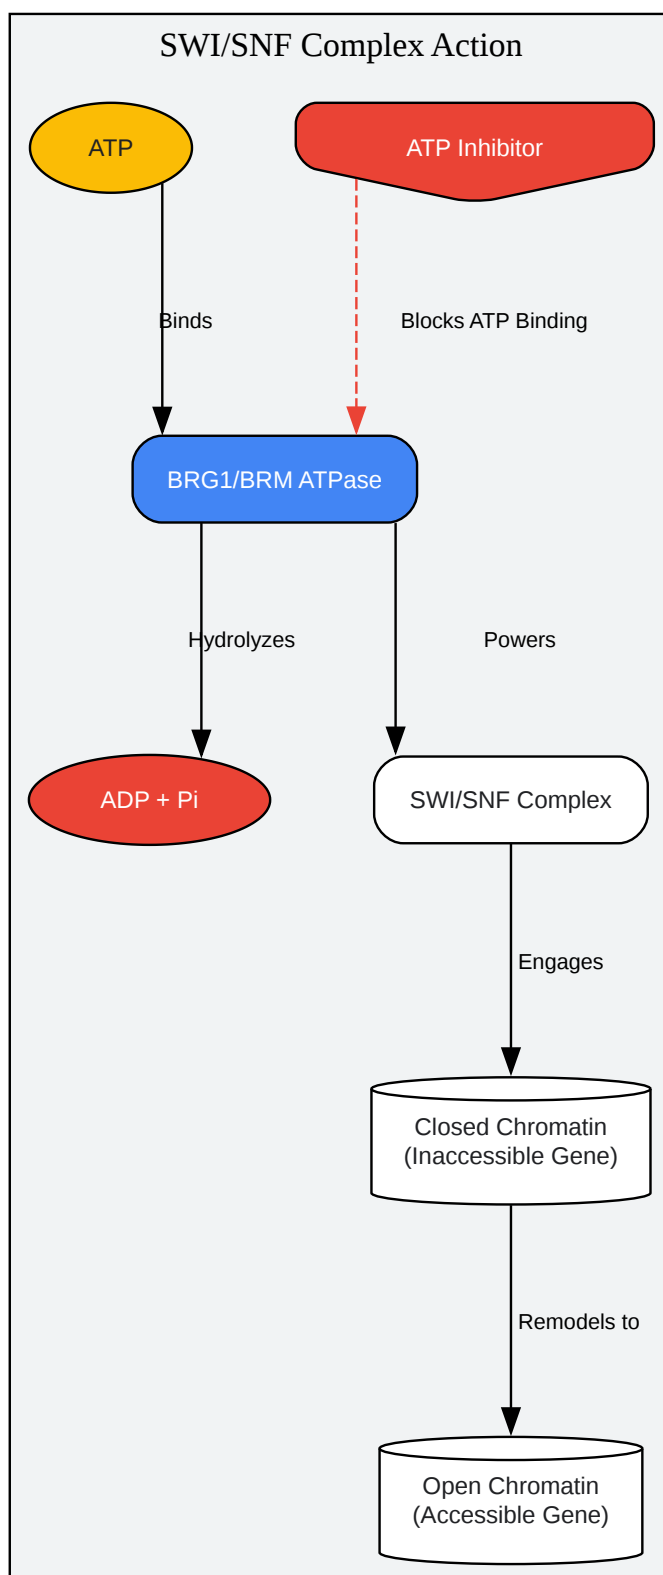 SWI/SNF Complex Action
ATP
ATP Inhibitor
Binds
Blocks ATP Binding
BRG1/BRM ATPase
Hydrolyzes
Powers
ADP + Pi
SWI/SNF Complex
Engages
Closed Chromatin
(Inaccessible Gene)
Remodels to
Open Chromatin
(Accessible Gene)